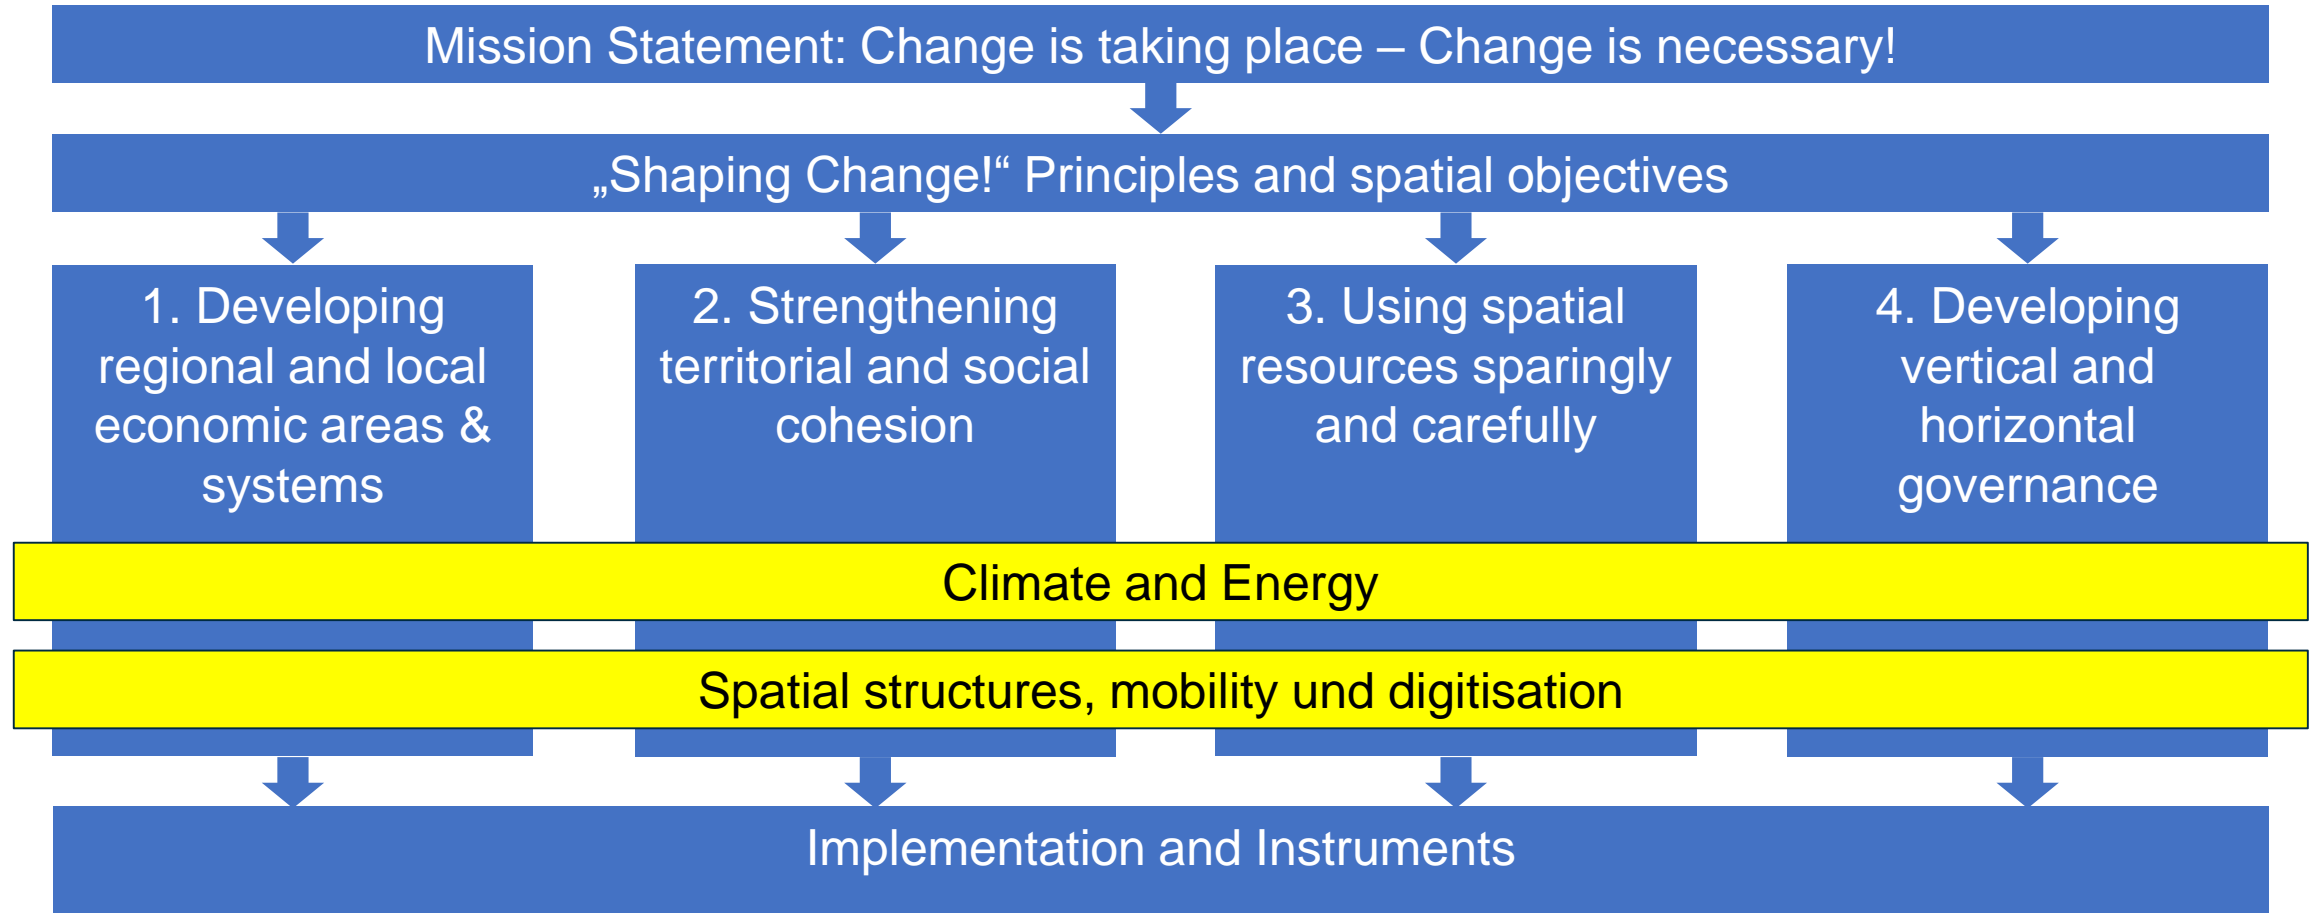 Mission Statement: Change is taking place – Change is necessary!
„Shaping Change!“ Principles and spatial objectives
1. Developing
regional and local
economic areas &
systems
2. Strengthening
territorial and social
cohesion
3. Using spatial
resources sparingly
and carefully
4. Developing
vertical and
horizontal
governance
Climate and Energy
Spatial structures, mobility und digitisation
Implementation and Instruments